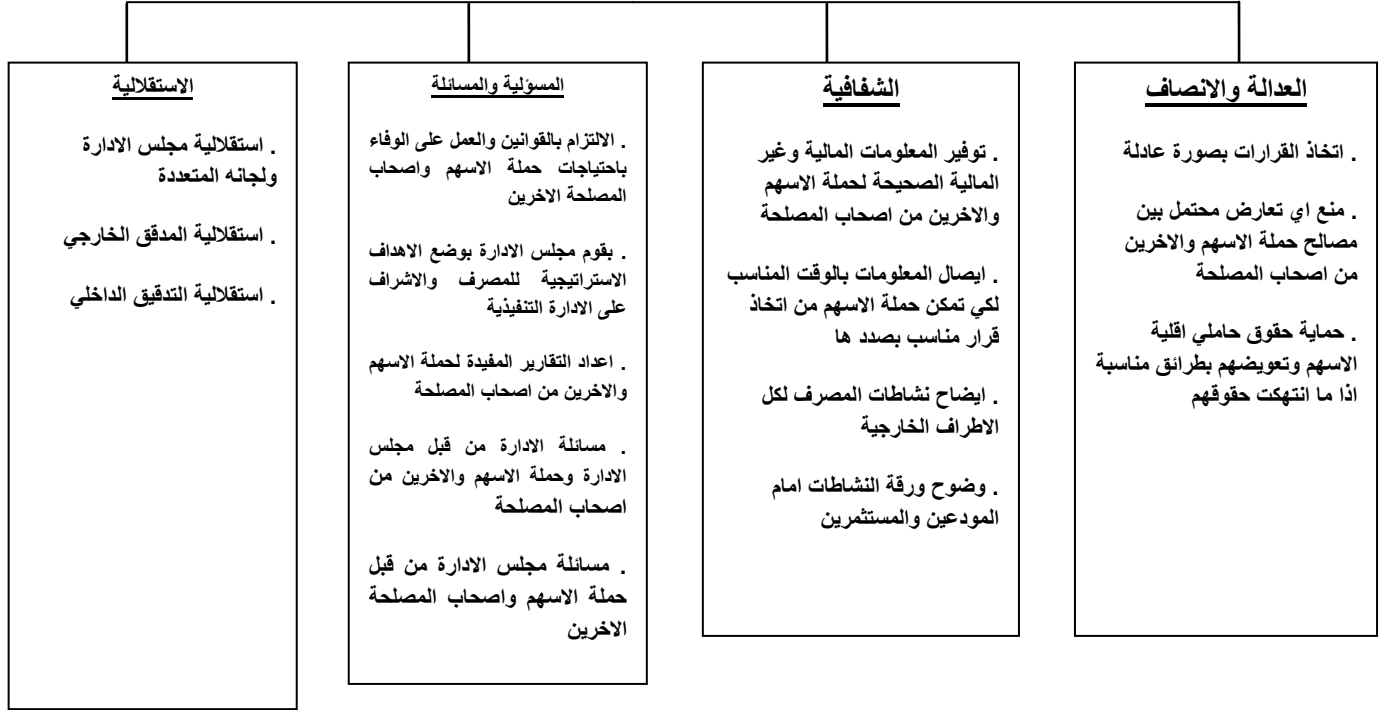 العدالة والانصاف
. اتخاذ القرارات بصورة عادلة
. منع اي تعارض محتمل بين
مصالح حملة الاسهم والاخرين
من اصحاب المصلحة
. حماية حقوق حاملي اقلية
الاسهم وتعويضهم بطرائق مناسبة
اذا ما انتهكت حقوقهم
الشفافية
. توفير المعلومات المالية وغير
المالية الصحيحة لحملة الاسهم
والاخرين من اصحاب المصلحة
. ايصال المعلومات بالوقت المناسب
لكي تمكن حملة الاسهم من اتخاذ
قرار مناسب بصدد ها
. ايضاح نشاطات المصرف لكل
الاطراف الخارجية
. وضوح ورقة النشاطات امام
المودعين والمستثمرين
المسؤلية والمسائلة
. الالتزام بالقوانين والعمل على الوفاء
باحتياجات حملة الاسهم واصحاب
المصلحة الاخرين
. بقوم مجلس الادارة بوضع الاهداف
الاستراتيجية للمصرف والاشراف
على الادارة التنفيذية
. اعداد التقارير المفيدة لحملة الاسهم
والاخرين من اصحاب المصلحة
. مسائلة الادارة من قبل مجلس
الادارة وحملة الاسهم والاخرين من
اصحاب المصلحة
. مسائلة مجلس الادارة من قبل
حملة الاسهم واصحاب المصلحة
الاخرين
الاستقلالية
. استقلالية مجلس الادارة
ولجانه المتعددة
. استقلالية المدقق الخارجي
. استقلالية التدقيق الداخلي